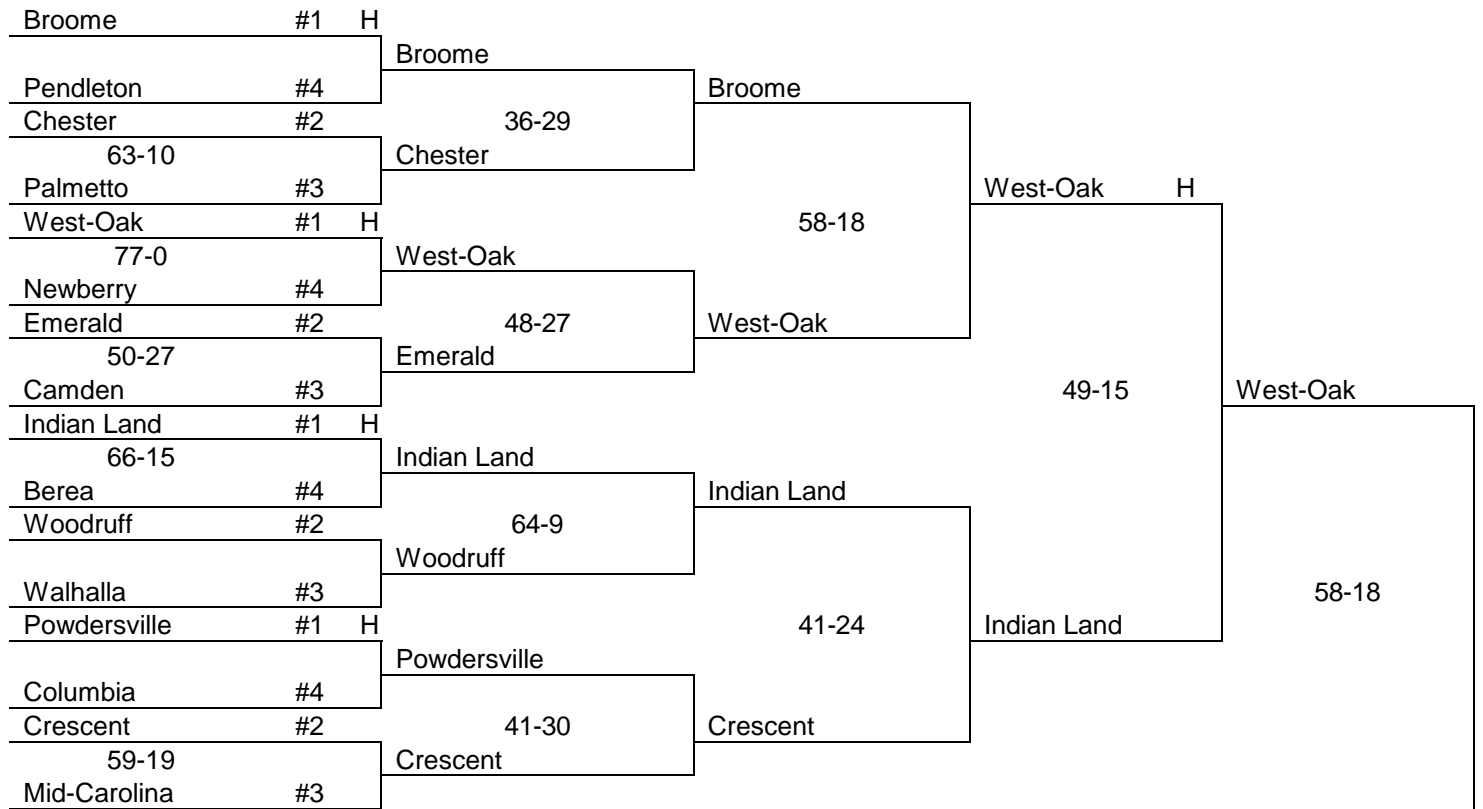 Broome #1 H
Broome
Pendleton #4 Broome
Chester #2 36-29
63-10 Chester
Palmetto #3 West-Oak H
West-Oak #1 H 58-18
77-0 West-Oak
Newberry #4
Emerald #2 48-27 West-Oak
50-27 Emerald
Camden #3 49-15 West-Oak
Indian Land #1 H
66-15 Indian Land
Berea #4 Indian Land
Woodruff #2 64-9
Woodruff
Walhalla #3 58-18
Powdersville #1 H 41-24 Indian Land
Powdersville
Columbia #4
Crescent #2 41-30 Crescent
59-19 Crescent
Mid-Carolina #3